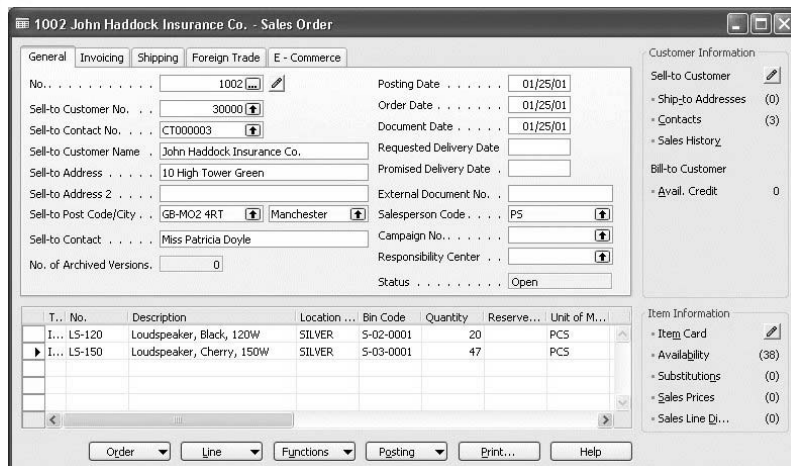 1002 John Haddock Insurance Co. - Sales Order
General Invoicing Shipping Foreign Trade E - Commerce
No. . . . . . . . . . . . 1002
Sell-to Customer No. . . 30000
Sell-to Contact No. . . . CT000003
Sell-to Customer Name . John Haddock Insurance Co.
Sell-to Address . . . . . 10 High Tower Green
Sell-to Address 2 . . . .
Sell-to Post Code/City . . GB-MO2 4RT Manchester
Sell-to Contact . . . . . Miss Patricia Doyle
No. of Archived Versions. 0
Posting Date . . . . . . 01/25/01
Order Date . . . . . . . 01/25/01
Document Date . . . . . 01/25/01
Requested Delivery Date
Promised Delivery Date .
External Document No. .
Salesperson Code . . . . PS
Campaign No. . . . . . .
Responsibility Center . .
Status . . . . . . . . . Open
Customer Information
Sell-to Customer
Ship-to Addresses (0)
Contacts (3)
Sales History
Bill-to Customer
Avail. Credit 0
T.. No. Description Location ... Bin Code Quantity Reserve... Unit of M...
I... LS-120 Loudspeaker, Black, 120W SILVER S-02-0001 20 PCS
I... LS-150 Loudspeaker, Cherry, 150W SILVER S-03-0001 47 PCS
Item Information
Item Card
Availability (38)
Substitutions (0)
Sales Prices (0)
Sales Line Di... (0)
Order Line Functions Posting Print... Help